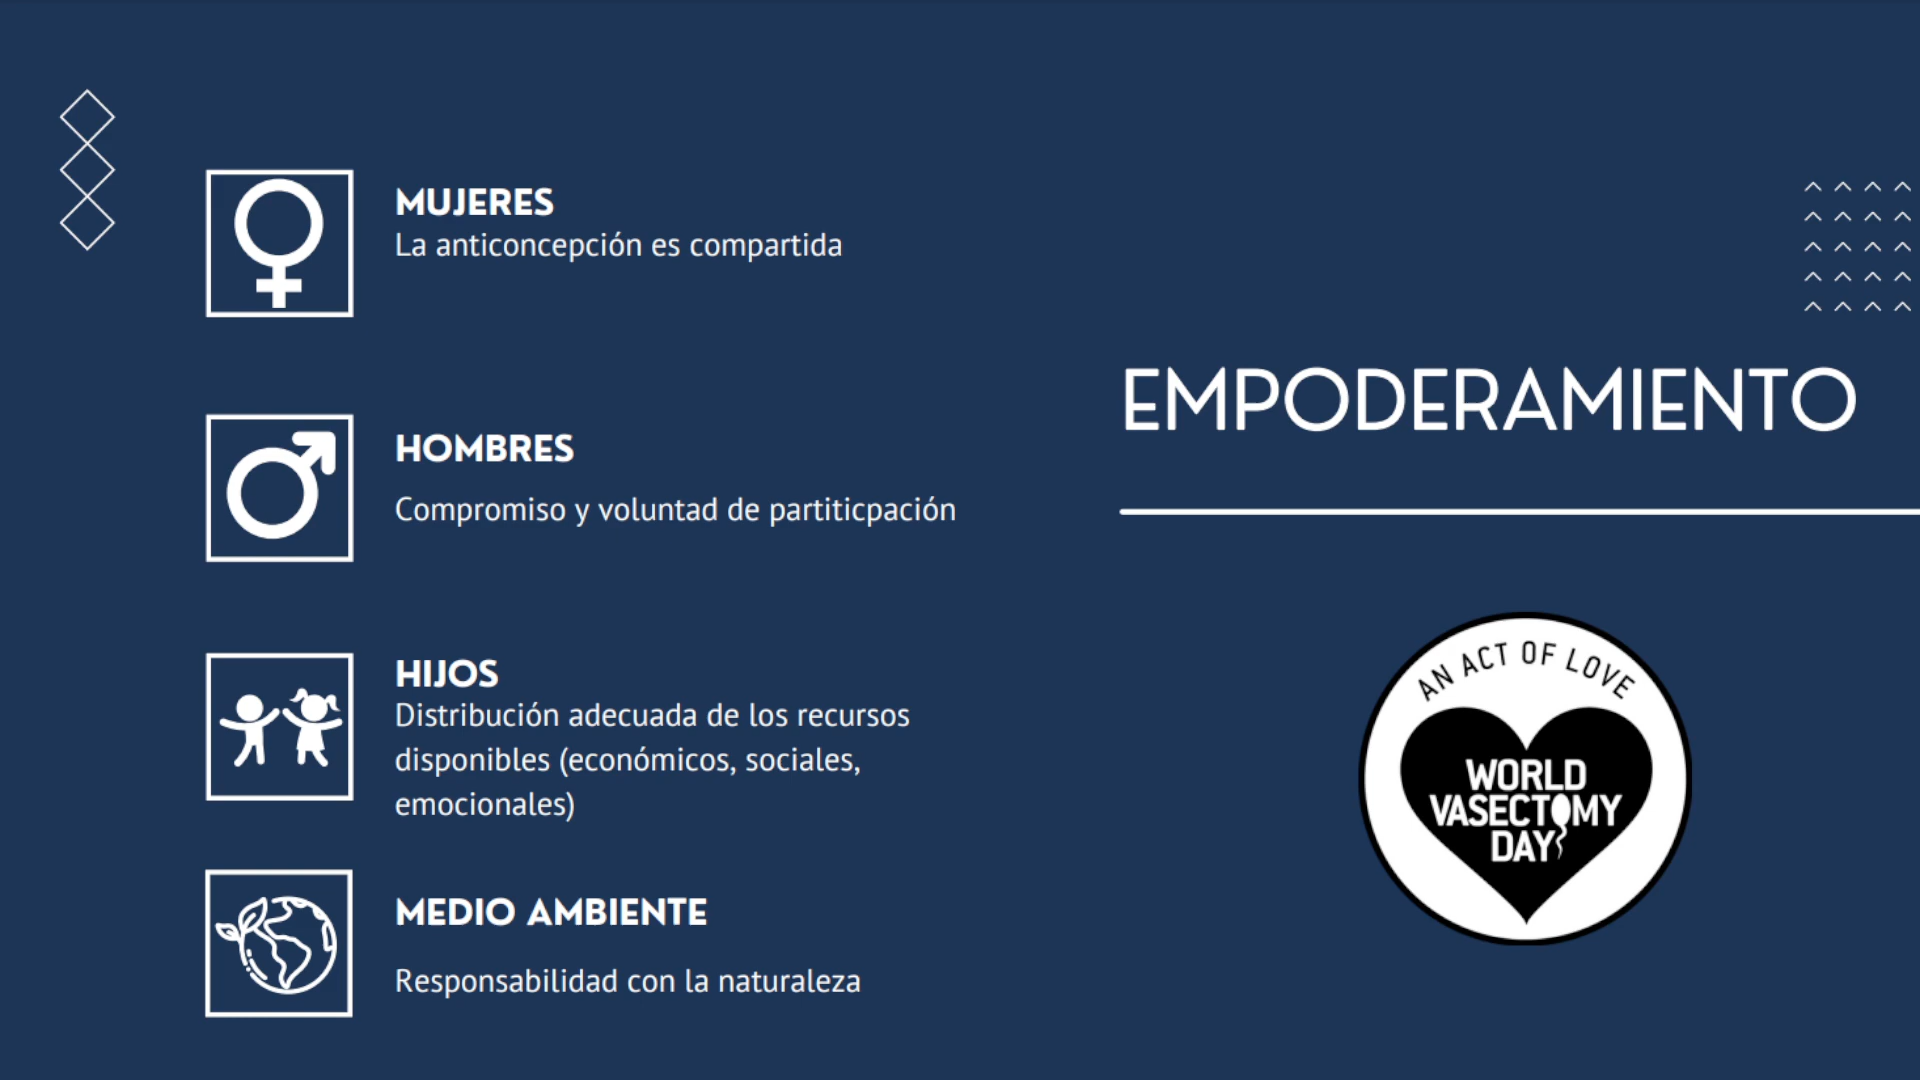 MUJERES
La anticoncepción es compartida
HOMBRES
Compromiso y voluntad de partiticpación
HIJOS
Distribución adecuada de los recursos
disponibles (económicos, sociales,
emocionales)
MEDIO AMBIENTE
Responsabilidad con la naturaleza
EMPODERAMIENTO
AN ACT OF LOVE
WORLD
VASECTOMY
DAY